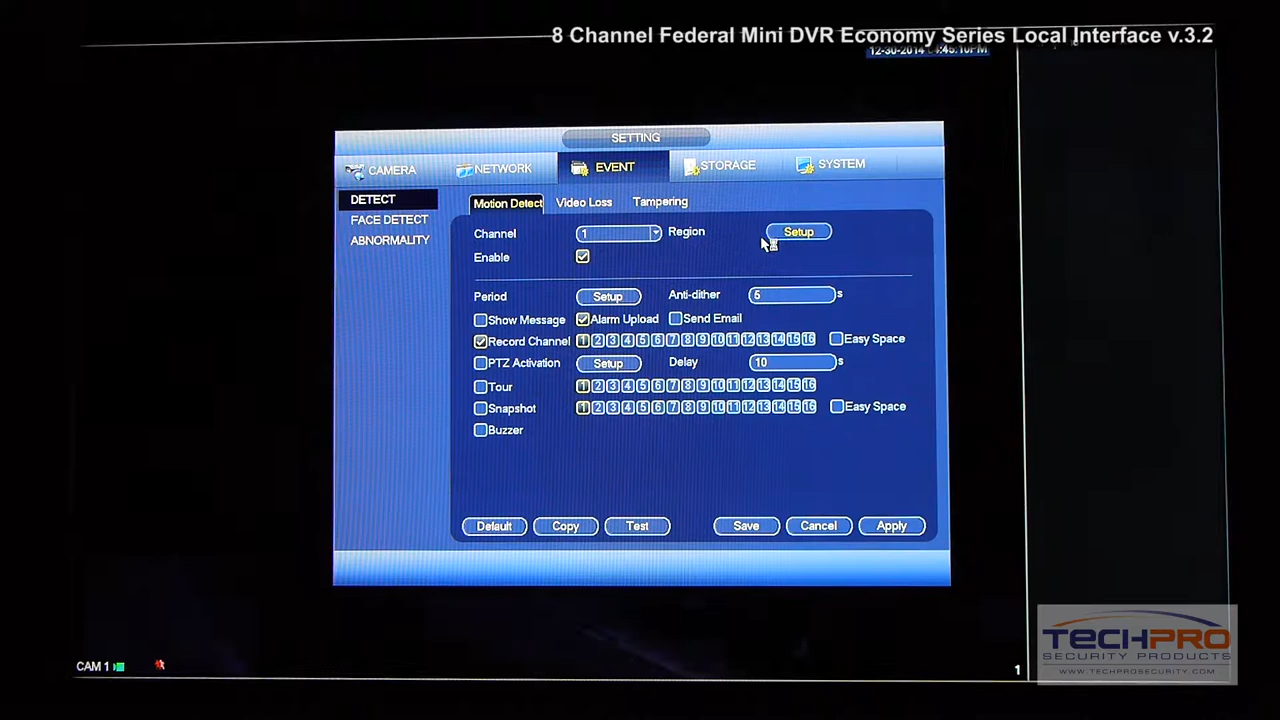 8 Channel Federal Mini DVR Economy Series Local Interface v.3.2
SETTING
CAMERA NETWORK EVENT STORAGE SYSTEM
DETECT
FACE DETECT
ABNORMALITY
Motion Detect Video Loss Tampering
Channel 1 Region Setup
Enable
Period Setup Anti-dither 5 s
Show Message Alarm Upload Send Email
Record Channel 1 2 3 4 5 6 7 8 9 10 11 12 13 14 15 16 Easy Space
PTZ Activation Setup Delay 10 s
Tour 1 2 3 4 5 6 7 8 9 10 11 12 13 14 15 16
Snapshot 1 2 3 4 5 6 7 8 9 10 11 12 13 14 15 16 Easy Space
Buzzer
Default Copy Test Save Cancel Apply
CAM 1
1
TECHPRO
SECURITY PRODUCTS
WWW.TECHPROSECURITY.COM